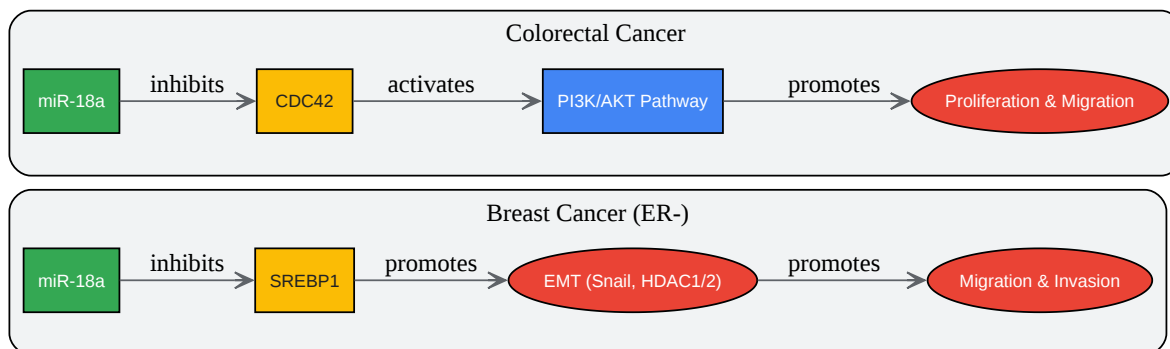 Colorectal Cancer
miR-18a
inhibits
CDC42
activates
PI3K/AKT Pathway
promotes
Proliferation & Migration
Breast Cancer (ER-)
miR-18a
inhibits
SREBP1
promotes
EMT (Snail, HDAC1/2)
promotes
Migration & Invasion